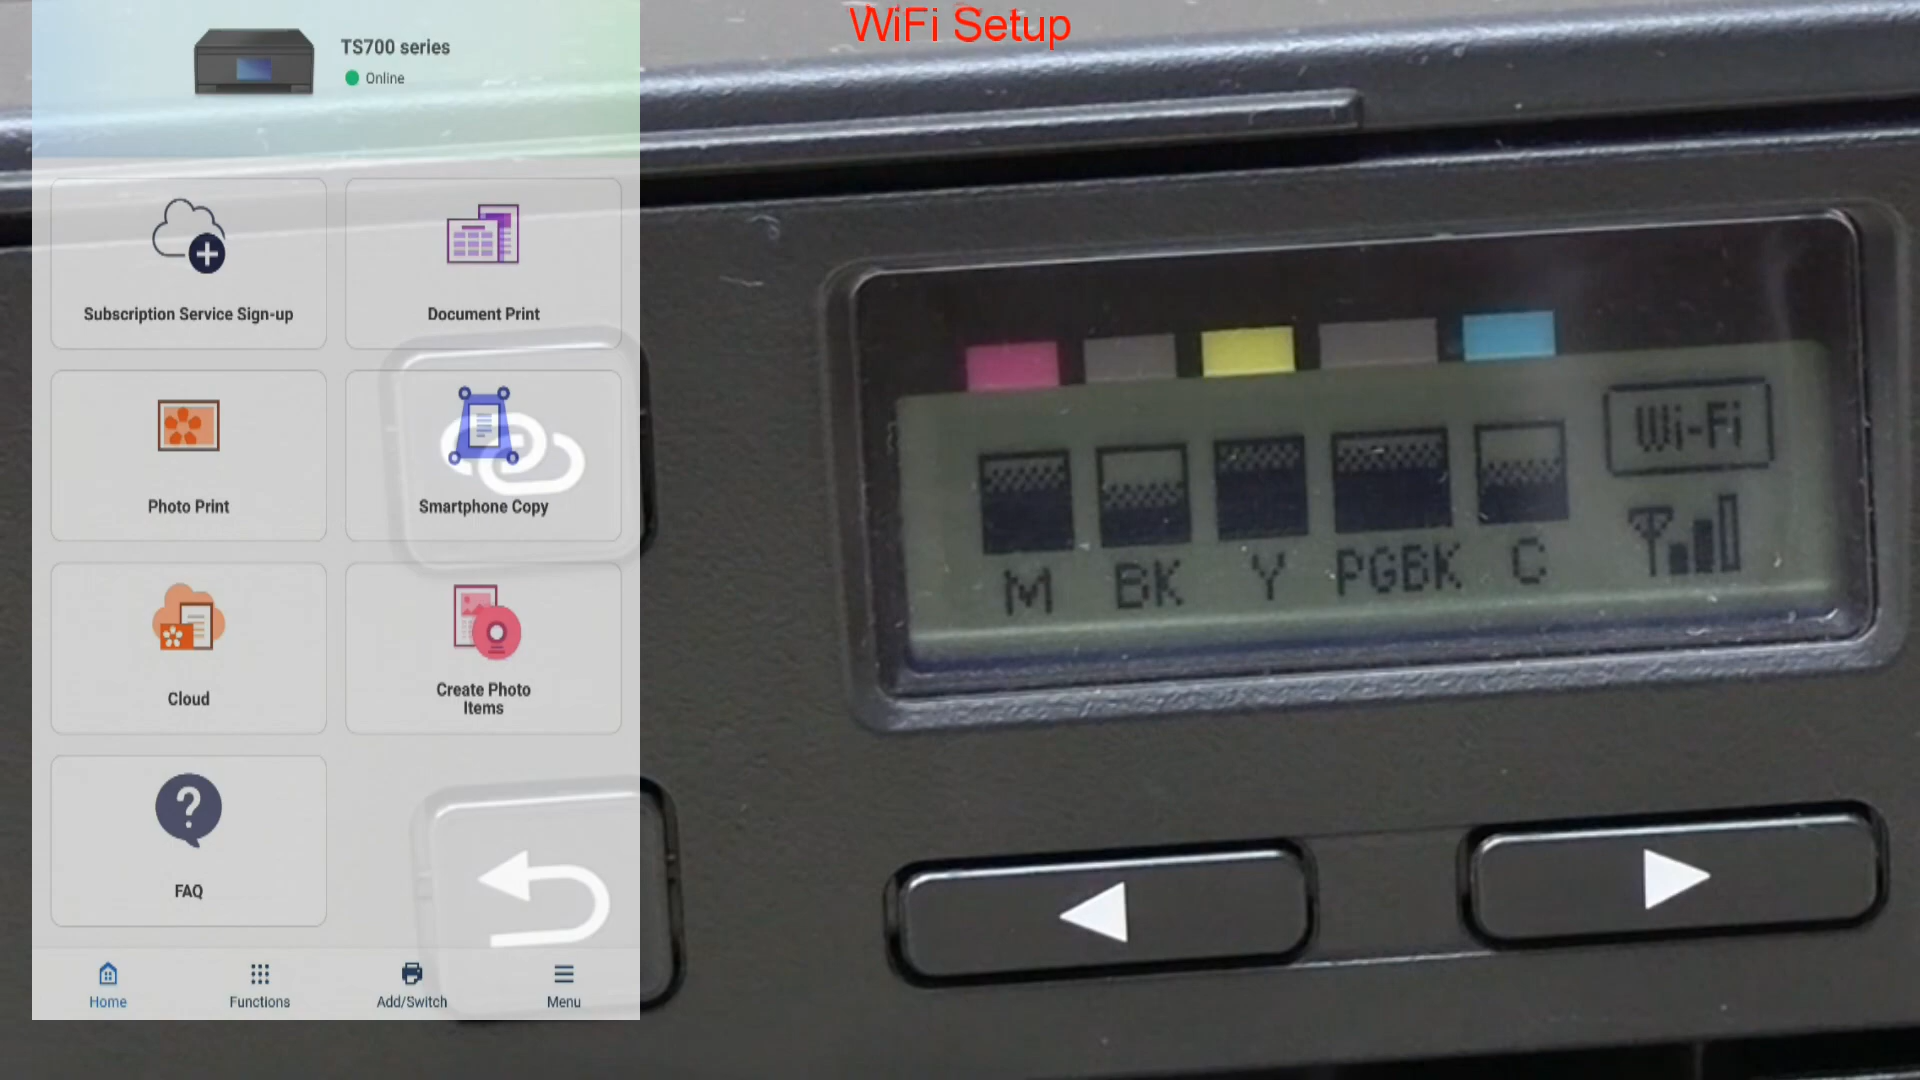 WiFi Setup
TS700 series
Online
Subscription Service Sign-up
Document Print
Photo Print
Smartphone Copy
Cloud
Create Photo
Items
FAQ
Home
Functions
Add/Switch
Menu
Wi-Fi
M BK Y PGBK C